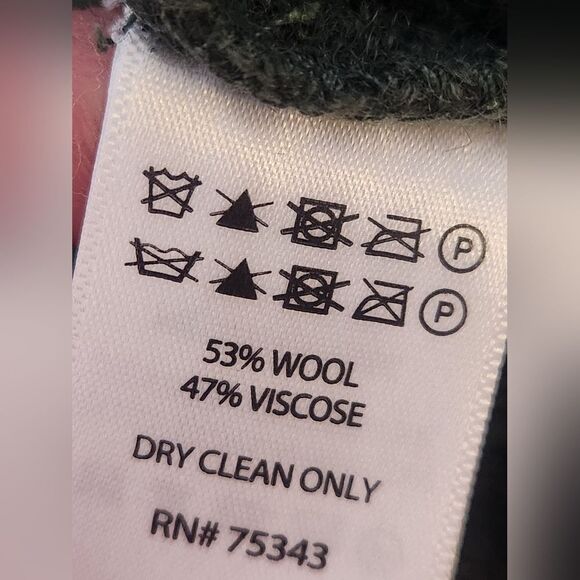 P
P
53% WOOL
47% VISCOSE
DRY CLEAN ONLY
RN# 75343